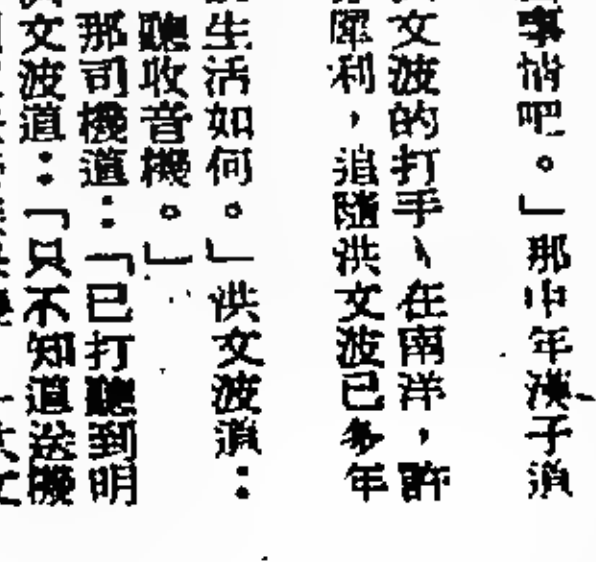 事情吧。」那中年漢子道
文波的打手、在南洋，許
犀利，追隨洪文波已多年
生活如何。」洪文波道：
聽收音機。」
那司機道：「已打聽到明
文波道：「只不知道送機